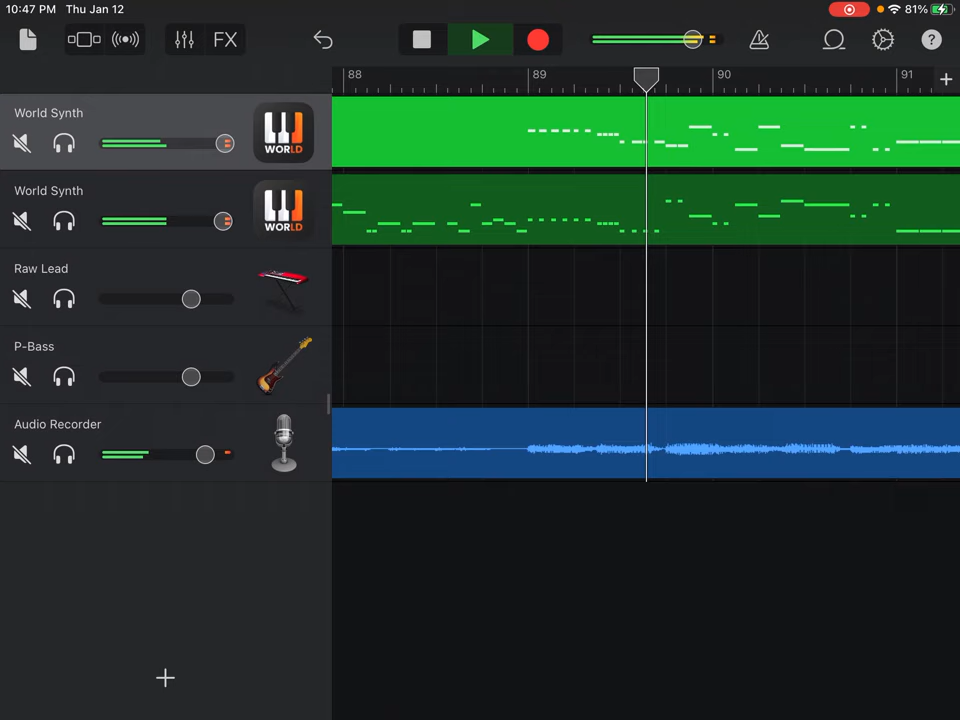 10:47 PM Thu Jan 12 81%
FX
?
88 89 90 91
World Synth
WORLD
World Synth
WORLD
Raw Lead
P-Bass
Audio Recorder